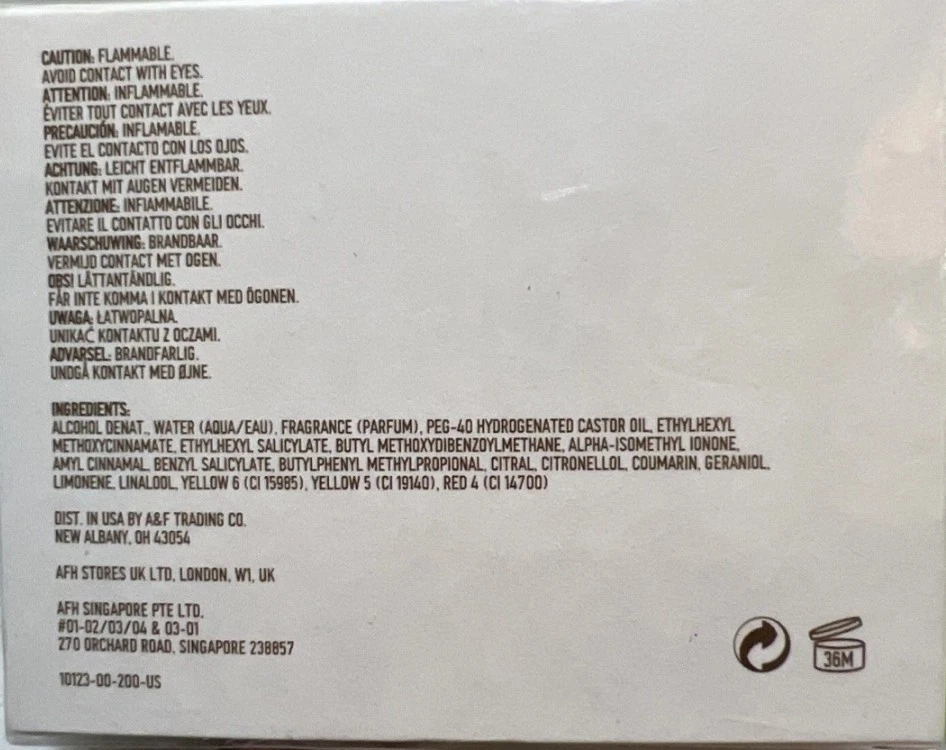 CAUTION: FLAMMABLE.
AVOID CONTACT WITH EYES.
ATTENTION: INFLAMMABLE.
ÉVITER TOUT CONTACT AVEC LES YEUX.
PRECAUCIÓN: INFLAMABLE.
EVITE EL CONTACTO CON LOS OJOS.
ACHTUNG: LEICHT ENTFLAMMBAR.
KONTAKT MIT AUGEN VERMEIDEN.
ATTENZIONE: INFIAMMABILE.
EVITARE IL CONTATTO CON GLI OCCHI.
WAARSCHUWING: BRANDBAAR.
VERMIJD CONTACT MET OGEN.
OBS! LÄTTANTÄNDLIG.
FÅR INTE KOMMA I KONTAKT MED ÖGONEN.
UWAGA: ŁATWOPALNA.
UNIKAĆ KONTAKTU Z OCZAMI.
ADVARSEL: BRANDFARLIG.
UNDGÅ KONTAKT MED ØJNE.
INGREDIENTS:
ALCOHOL DENAT., WATER (AQUA/EAU), FRAGRANCE (PARFUM), PEG-40 HYDROGENATED CASTOR OIL, ETHYLHEXYL
METHOXYCINNAMATE, ETHYLHEXYL SALICYLATE, BUTYL METHOXYDIBENZOYLMETHANE, ALPHA-ISOMETHYL IONONE,
AMYL CINNAMAL, BENZYL SALICYLATE, BUTYLPHENYL METHYLPROPIONAL, CITRAL, CITRONELLOL, COUMARIN, GERANIOL,
LIMONENE, LINALOOL, YELLOW 6 (CI 15985), YELLOW 5 (CI 19140), RED 4 (CI 14700)
DIST. IN USA BY A&F TRADING CO.
NEW ALBANY, OH 43054
AFH STORES UK LTD, LONDON, W1, UK
AFH SINGAPORE PTE LTD.
#01-02/03/04 & 03-01
270 ORCHARD ROAD, SINGAPORE 238857
10123-00-200-US
36M